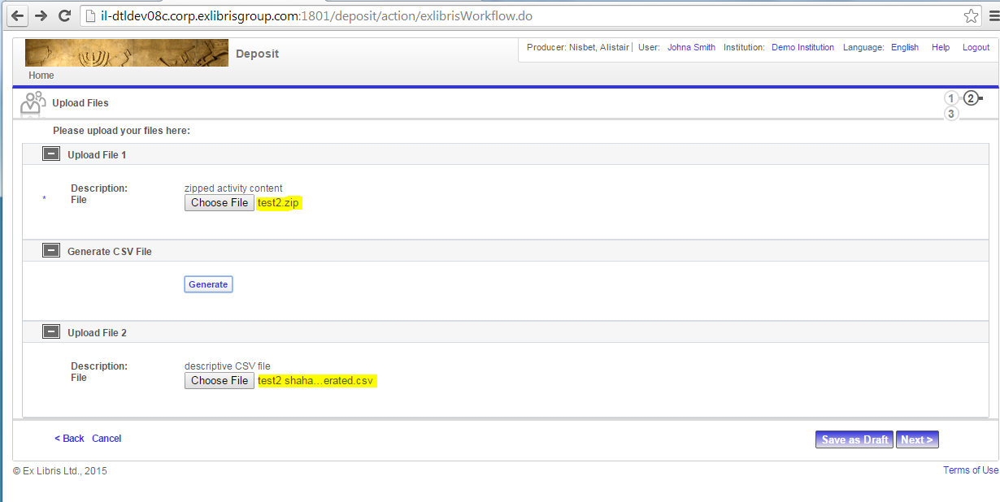 il-dtldev08c.corp.exlibrisgroup.com:1801/deposit/action/exlibrisWorkflow.do
Deposit
Producer: Nisbet, Alistair | User: Johna Smith Institution: Demo Institution Language: English Help Logout
Home
Upload Files
1 2
3
Please upload your files here:
Upload File 1
Description: zipped activity content
* File Choose File test2.zip
Generate CSV File
Generate
Upload File 2
Description: descriptive CSV file
File Choose File test2 shaha...erated.csv
< Back Cancel Save as Draft Next >
© Ex Libris Ltd., 2015 Terms of Use